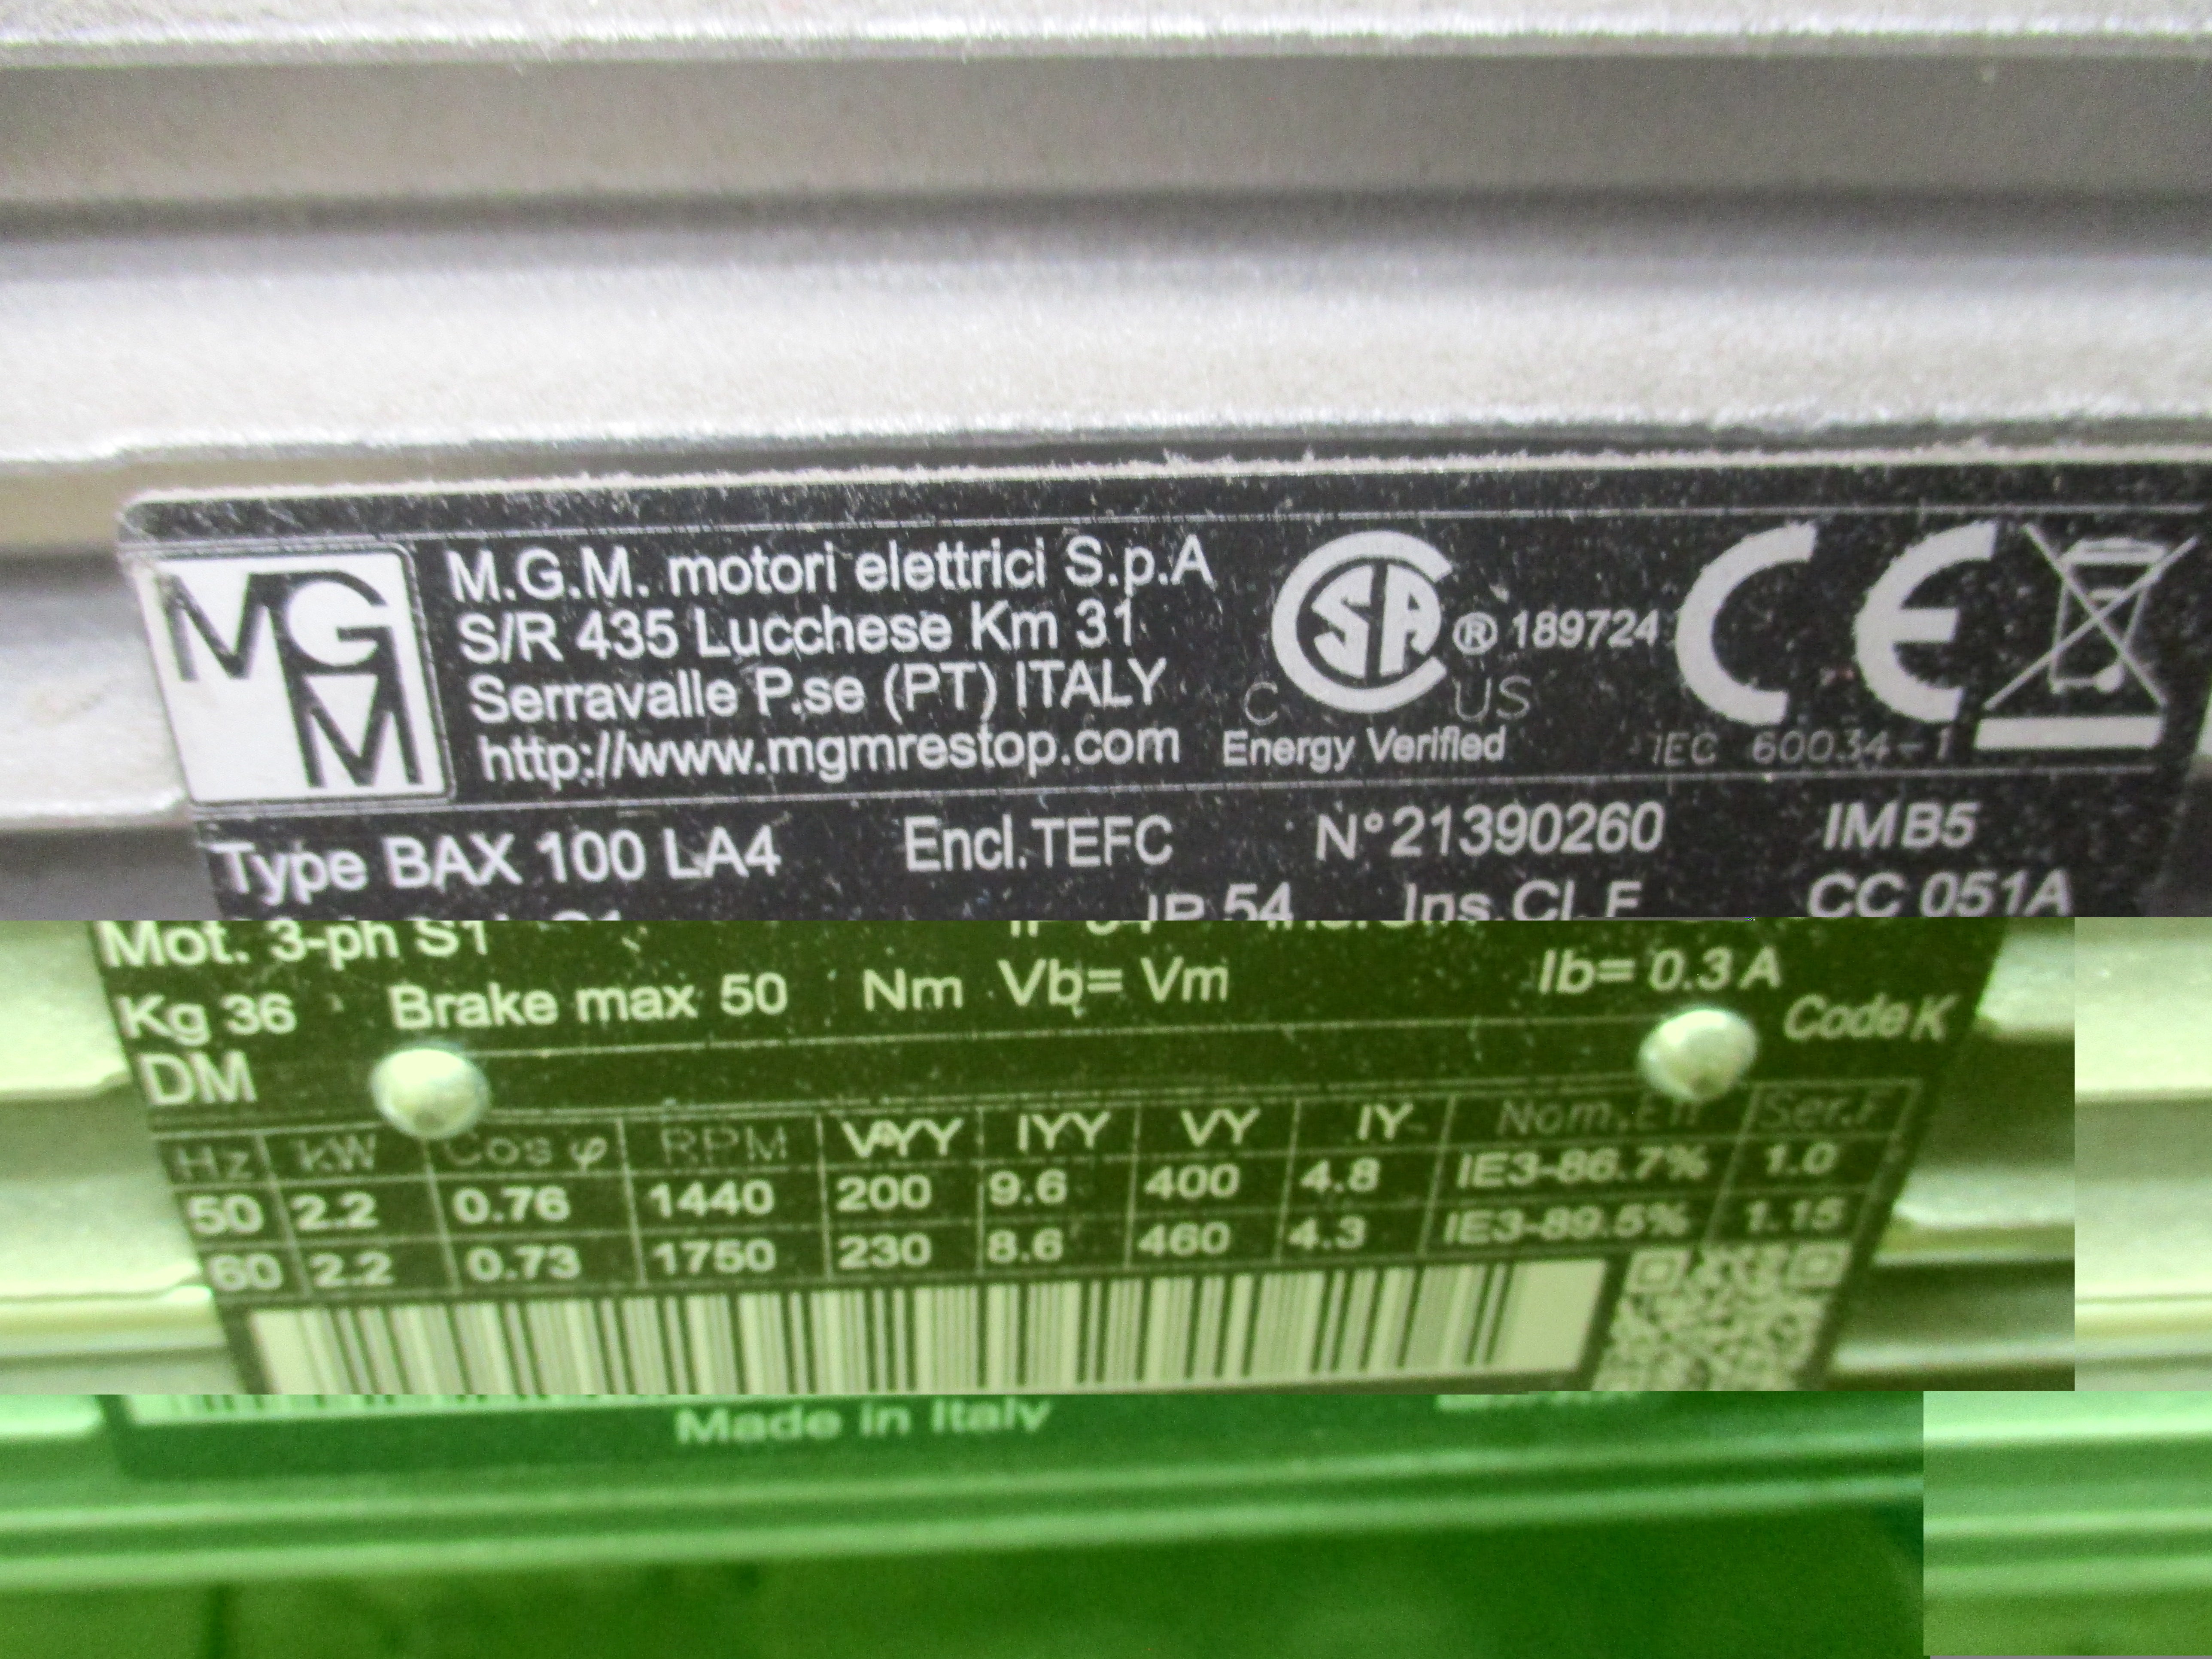 MGM
M.G.M. motori elettrici S.p.A
S/R 435 Lucchese Km 31
Serravalle P.se (PT) ITALY
http://www.mgmrestop.com
C SA US ® 189724
Energy Verified
CE
IEC 60034-1
Type BAX 100 LA4 Encl.TEFC N°21390260 IMB5
Mot. 3-ph S1 IP 54 Ins.Cl. F CC 051A
Kg 36 Brake max 50 Nm Vb= Vm Ib= 0.3 A
DM Code K
Hz kW Cos φ RPM VΔYY IYY VY IY Nom.Eff Ser.F
50 2.2 0.76 1440 200 9.6 400 4.8 IE3-86.7% 1.0
60 2.2 0.73 1750 230 8.6 460 4.3 IE3-89.5% 1.15
Made in Italy